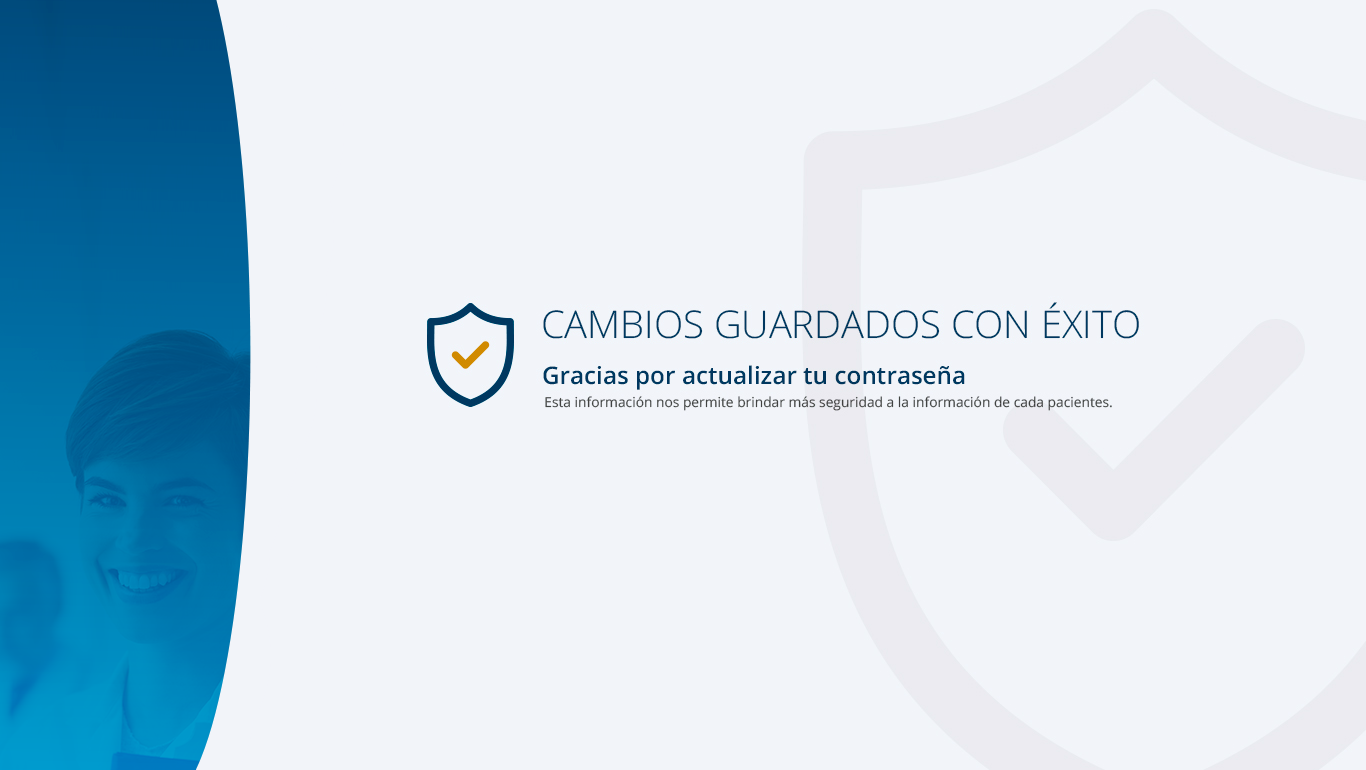 CAMBIOS GUARDADOS CON ÉXITO
Gracias por actualizar tu contraseña
Esta información nos permite brindar más seguridad a la información de cada pacientes.